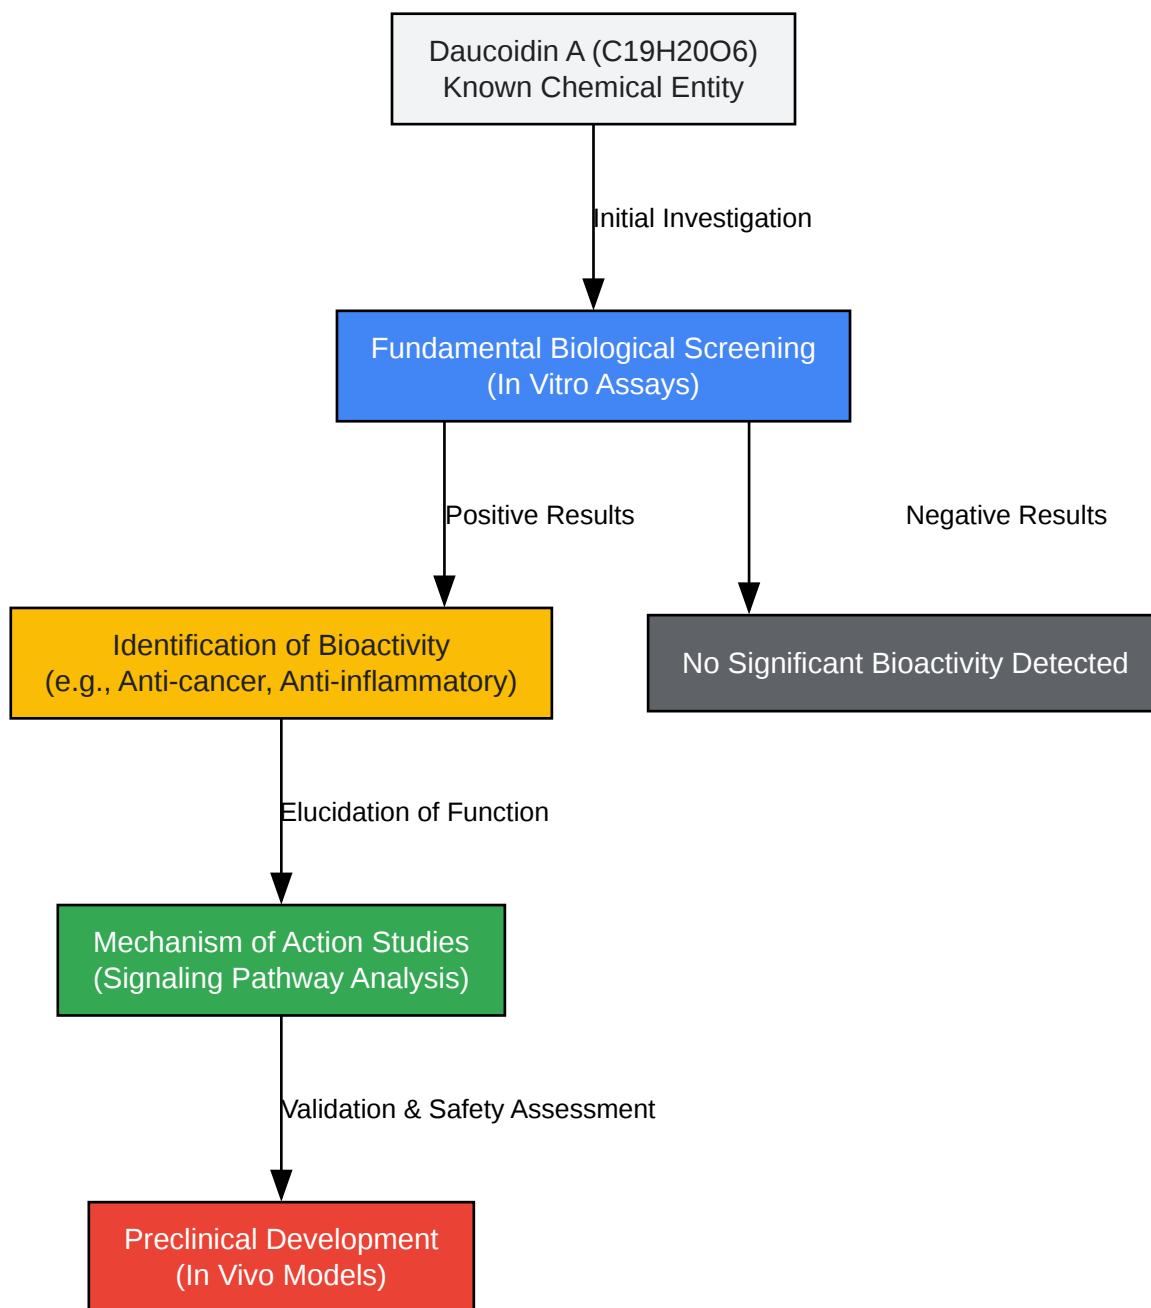 Daucoidin A (C19H20O6)
Known Chemical Entity
Initial Investigation
Fundamental Biological Screening
(In Vitro Assays)
Positive Results
Negative Results
Identification of Bioactivity
(e.g., Anti-cancer, Anti-inflammatory)
No Significant Bioactivity Detected
Elucidation of Function
Mechanism of Action Studies
(Signaling Pathway Analysis)
Validation & Safety Assessment
Preclinical Development
(In Vivo Models)